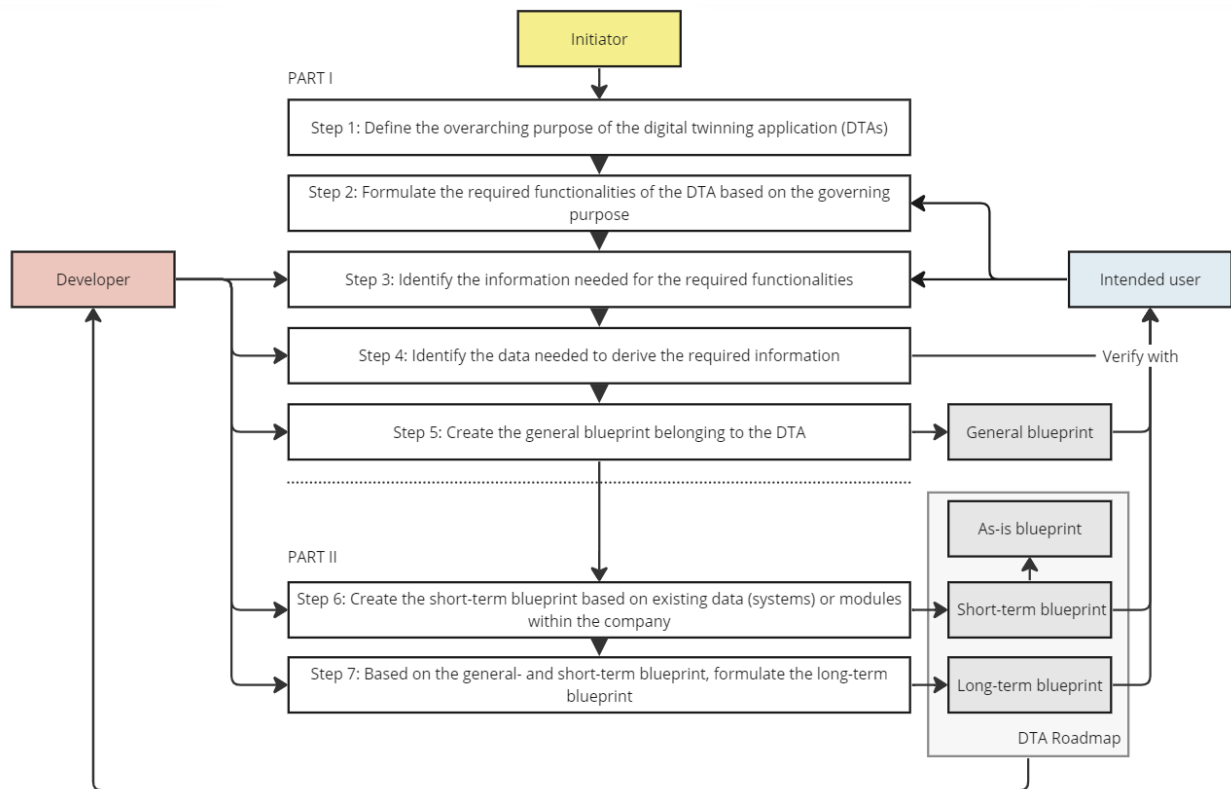 Initiator
PART I
Step 1: Define the overarching purpose of the digital twinning application (DTAs)
Step 2: Formulate the required functionalities of the DTA based on the governing
purpose
Developer
Step 3: Identify the information needed for the required functionalities
Intended user
Step 4: Identify the data needed to derive the required information
Verify with
Step 5: Create the general blueprint belonging to the DTA
General blueprint
As-is blueprint
PART II
Step 6: Create the short-term blueprint based on existing data (systems) or modules
within the company
Short-term blueprint
Step 7: Based on the general- and short-term blueprint, formulate the long-term
blueprint
Long-term blueprint
DTA Roadmap